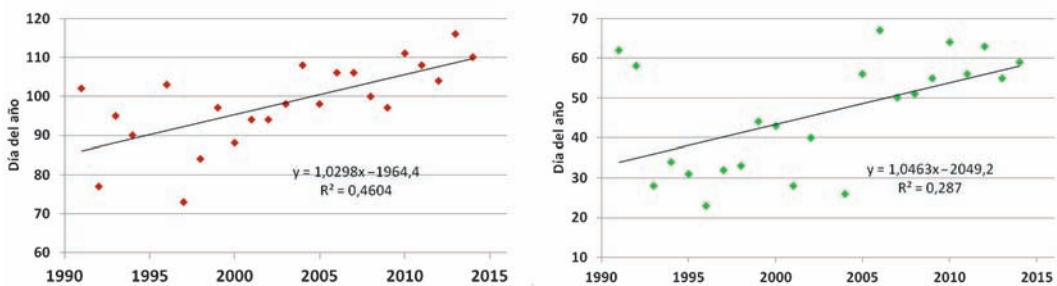 120
110
100
90
80
70
60
Día del año
y = 1,0298x−1964,4
R² = 0,4604
1990 1995 2000 2005 2010 2015
70
60
50
40
30
20
10
Día del año
y = 1,0463x−2049,2
R² = 0,287
1990 1995 2000 2005 2010 2015